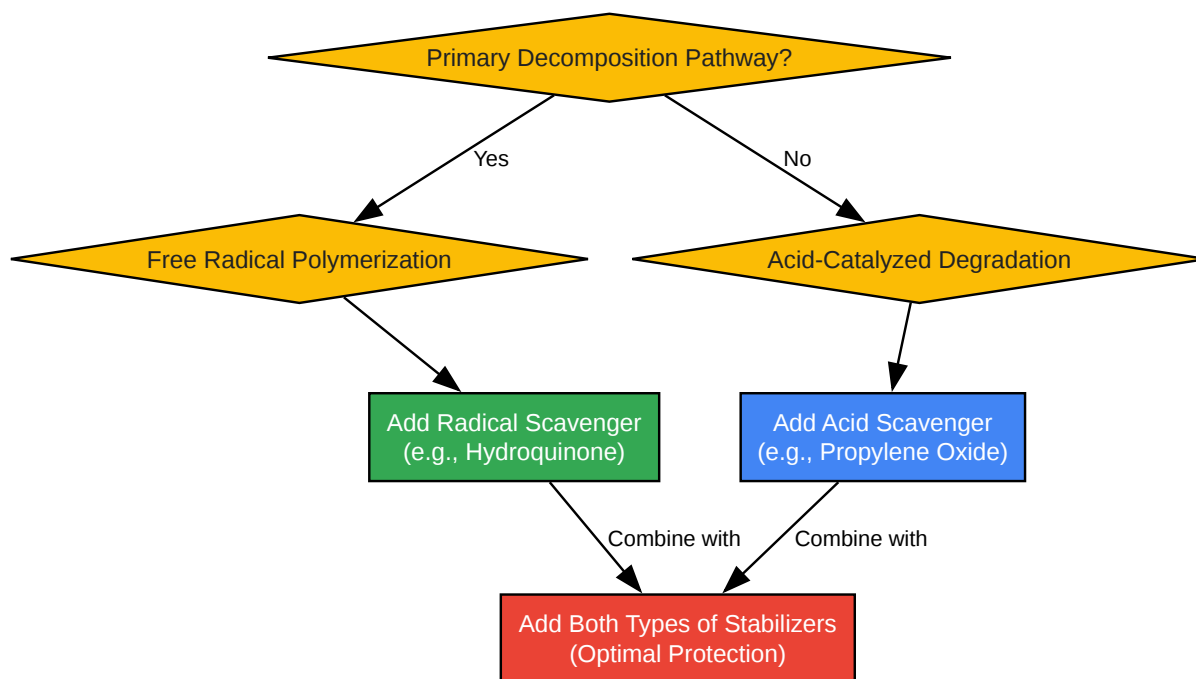 Primary Decomposition Pathway?
Yes
No
Free Radical Polymerization
Acid-Catalyzed Degradation
Add Radical Scavenger
(e.g., Hydroquinone)
Add Acid Scavenger
(e.g., Propylene Oxide)
Combine with
Combine with
Add Both Types of Stabilizers
(Optimal Protection)